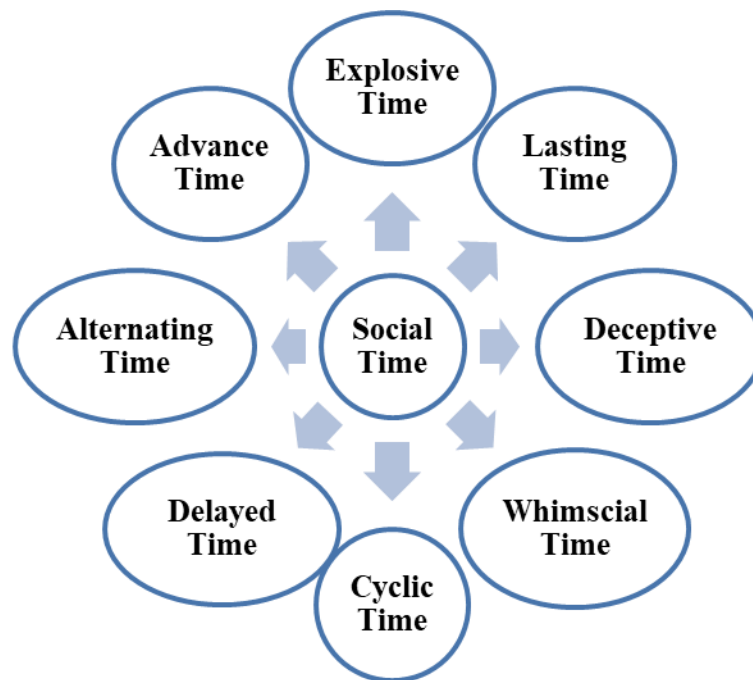 Explosive
Time
Advance
Time
Lasting
Time
Alternating
Time
Social
Time
Deceptive
Time
Delayed
Time
Whimscial
Time
Cyclic
Time